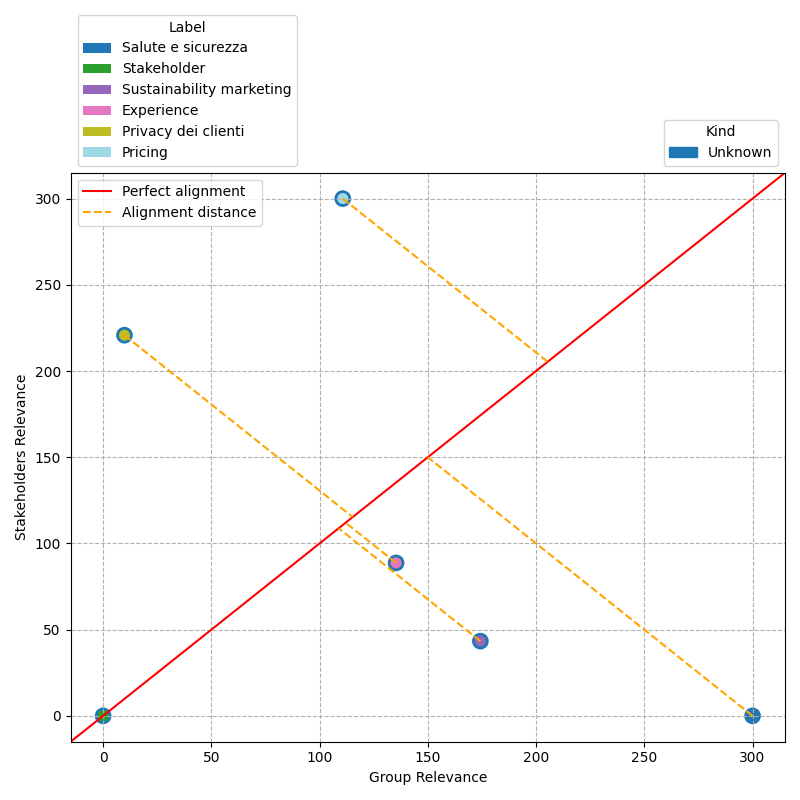 Label
Salute e sicurezza
Stakeholder
Sustainability marketing
Experience
Privacy dei clienti
Pricing
Kind
Unknown
Perfect alignment
Alignment distance
300
250
200
150
100
50
0
Stakeholders Relevance
0 50 100 150 200 250 300
Group Relevance